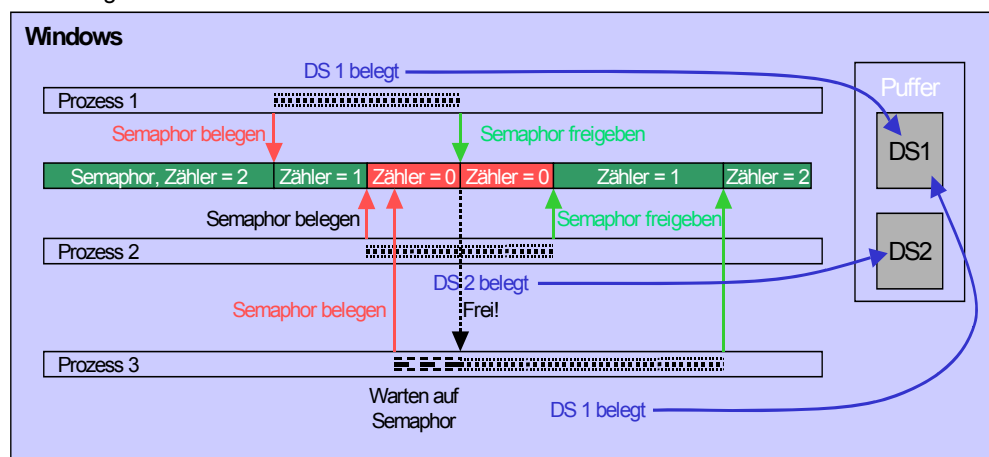 Windows
DS 1 belegt
Puffer
Prozess 1
Semaphor belegen
Semaphor freigeben
DS1
Semaphor, Zähler = 2
Zähler = 1
Zähler = 0
Zähler = 0
Zähler = 1
Zähler = 2
Semaphor belegen
Semaphor freigeben
Prozess 2
DS2
DS 2 belegt
Semaphor belegen
Frei!
Prozess 3
Warten auf
Semaphor
DS 1 belegt